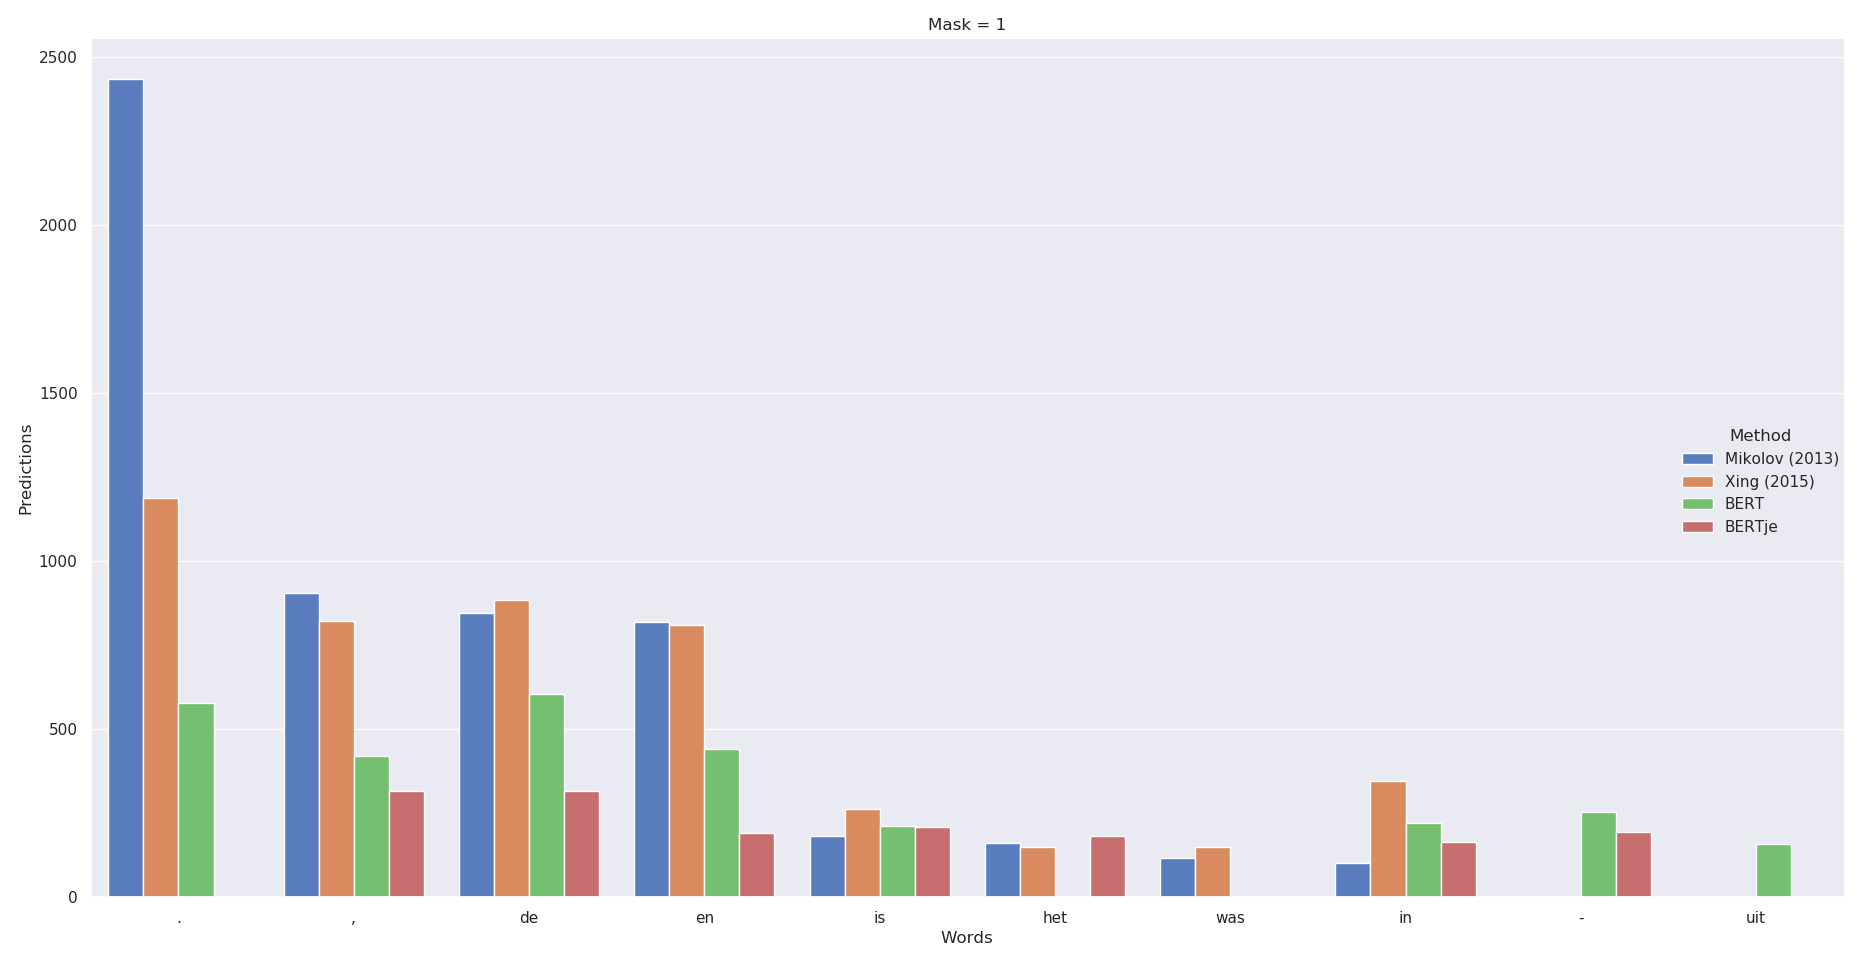 Mask = 1
2500
2000
1500
1000
500
0
Predictions
Method
Mikolov (2013)
Xing (2015)
BERT
BERTje
. , de en is het was in - uit
Words